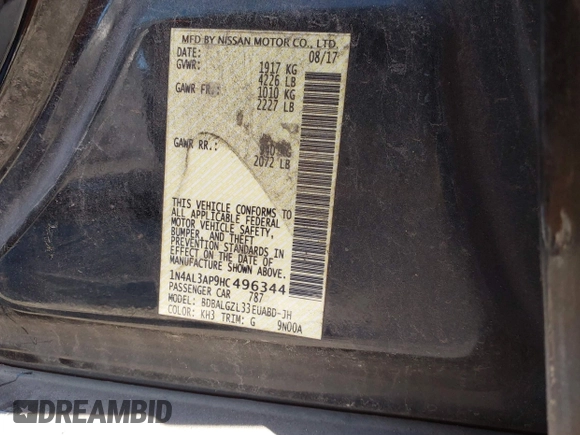 MFD BY NISSAN MOTOR CO., LTD.
DATE: 08/17
GVWR: 1917 KG
4226 LB
GAWR FR.: 1010 KG
2227 LB
GAWR RR.: KG
2072 LB
THIS VEHICLE CONFORMS TO
ALL APPLICABLE FEDERAL
MOTOR VEHICLE SAFETY,
BUMPER, AND THEFT
PREVENTION STANDARDS IN
EFFECT ON THE DATE OF
MANUFACTURE SHOWN ABOVE.
1N4AL3AP9HC496344
PASSENGER CAR 787
MODEL: BDBALGZL33EUABD-JH
COLOR: KH3 TRIM: G 9N00A
DREAMBID